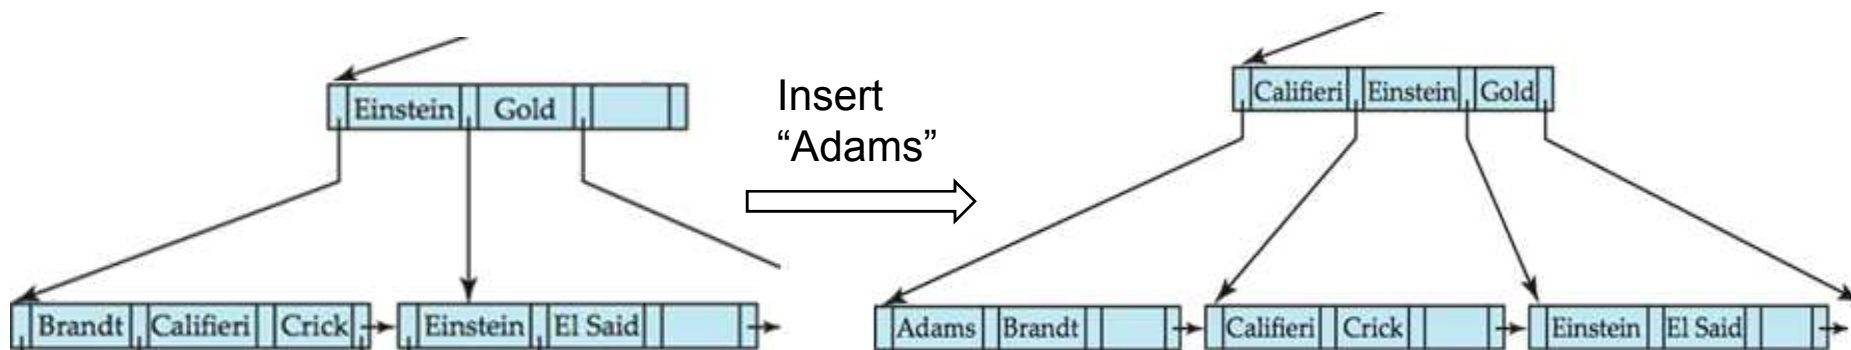 Einstein Gold
Brandt Califieri Crick
Einstein El Said
Insert
“Adams”
Califieri Einstein Gold
Adams Brandt
Califieri Crick
Einstein El Said